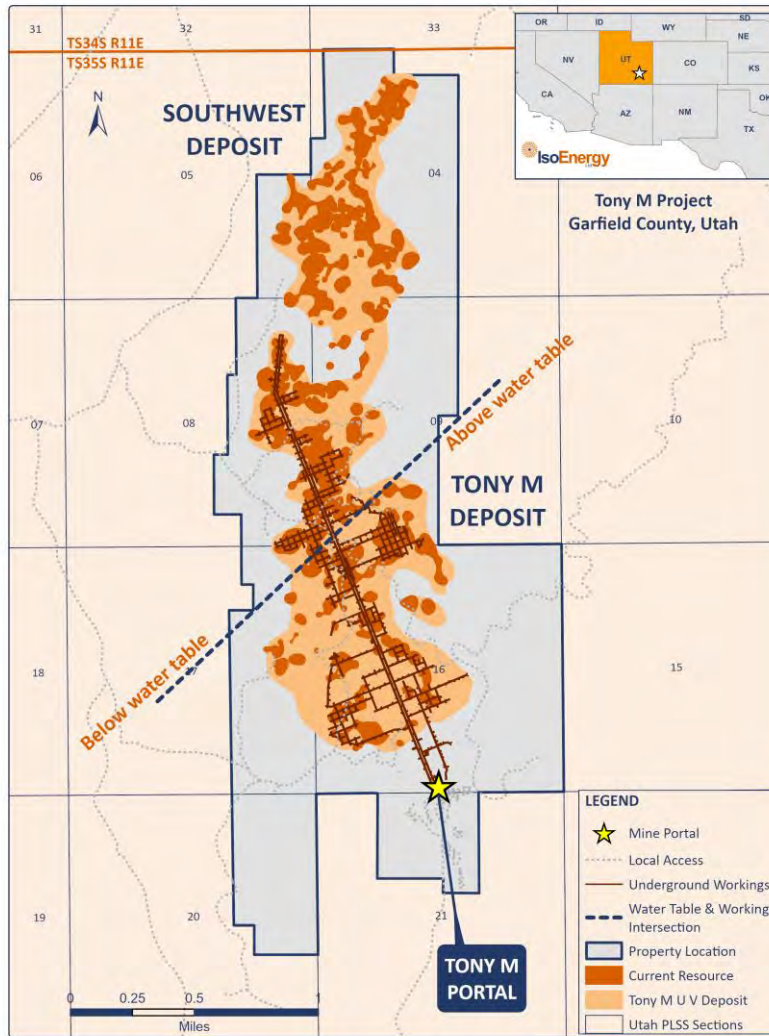 31
32
33
TS34S R11E
TS35S R11E
N
SOUTHWEST
DEPOSIT
06
05
04
OR
ID
WY
SD
NE
NV
UT
CO
KS
CA
AZ
NM
OK
TX
IsoEnergy
Tony M Project
Garfield County, Utah
07
08
09
10
Above water table
TONY M
DEPOSIT
Below water table
18
17
16
15
19
20
21
TONY M
PORTAL
0 0.25 0.5 1
Miles
LEGEND
Mine Portal
Local Access
Underground Workings
Water Table & Working
Intersection
Property Location
Current Resource
Tony M U V Deposit
Utah PLSS Sections